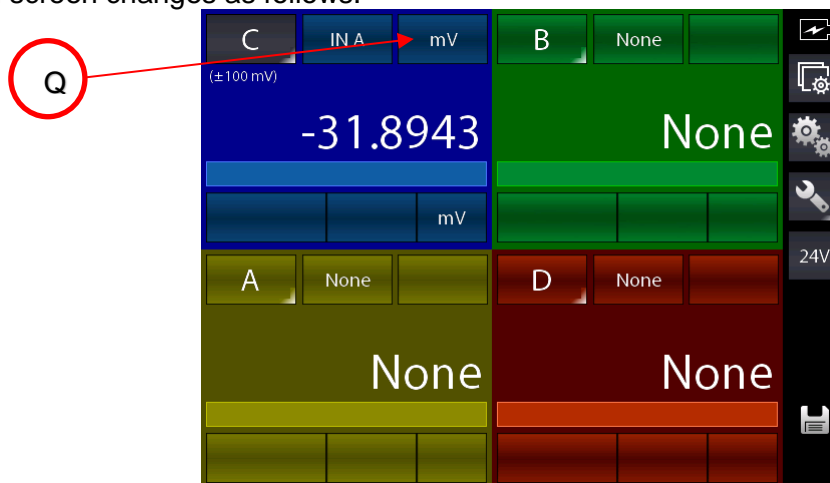 screen changes as follows:
Q
C IN A mV
(±100 mV)
-31.8943
mV
B None
None
A None
None
D None
None
24V